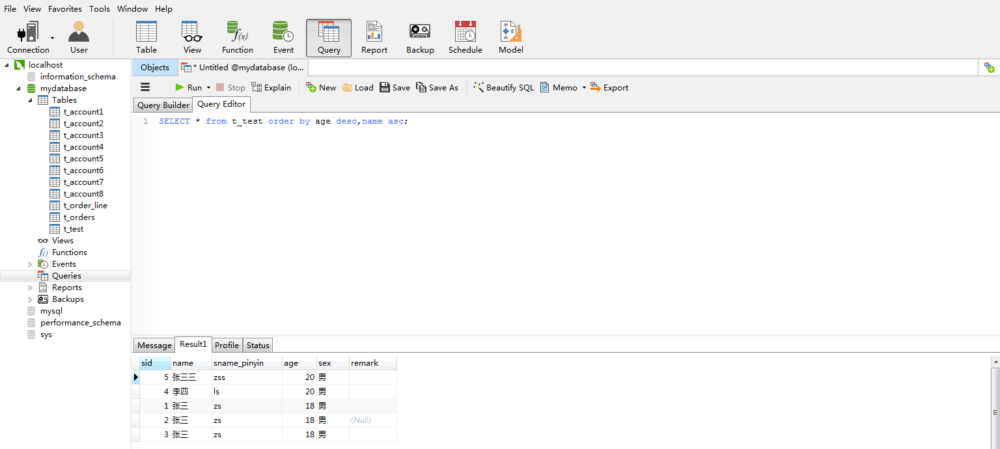 File View Favorites Tools Window Help
Connection User Table View Function Event Query Report Backup Schedule Model
localhost
information_schema
mydatabase
Tables
t_account1
t_account2
t_account3
t_account4
t_account5
t_account6
t_account7
t_account8
t_order_line
t_orders
t_test
Views
Functions
Events
Queries
Reports
Backups
mysql
performance_schema
sys
Objects * Untitled @mydatabase (lo...
Run Stop Explain New Load Save Save As Beautify SQL Memo Export
Query Builder Query Editor
1 SELECT * from t_test order by age desc,name asc;
Message Result1 Profile Status
sid name sname_pinyin age sex remark
5 张三三 zss 20 男
4 李四 ls 20 男
1 张三 zs 18 男
2 张三 zs 18 男 (Null)
3 张三 zs 18 男